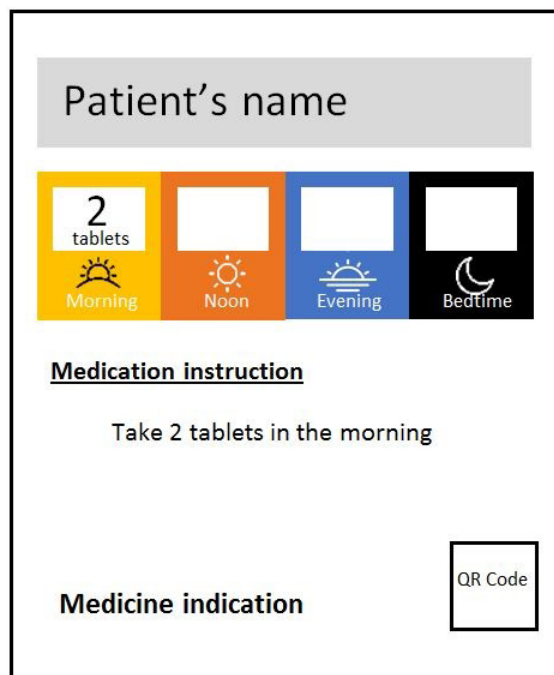 Patient's name
2
tablets
Morning Noon Evening Bedtime
Medication instruction
Take 2 tablets in the morning
QR Code
Medicine indication